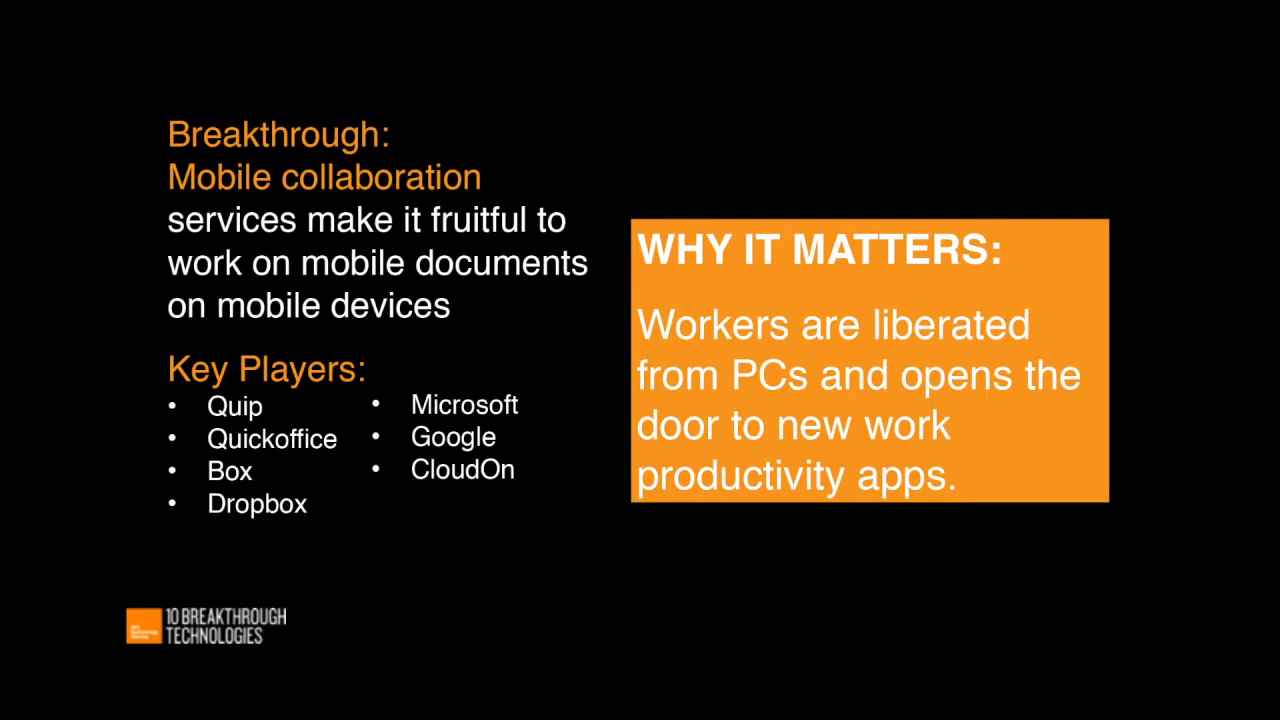 Breakthrough:
Mobile collaboration
services make it fruitful to
work on mobile documents
on mobile devices
Key Players:
• Quip
• Quickoffice
• Box
• Dropbox
• Microsoft
• Google
• CloudOn
WHY IT MATTERS:
Workers are liberated
from PCs and opens the
door to new work
productivity apps.
10 BREAKTHROUGH
TECHNOLOGIES